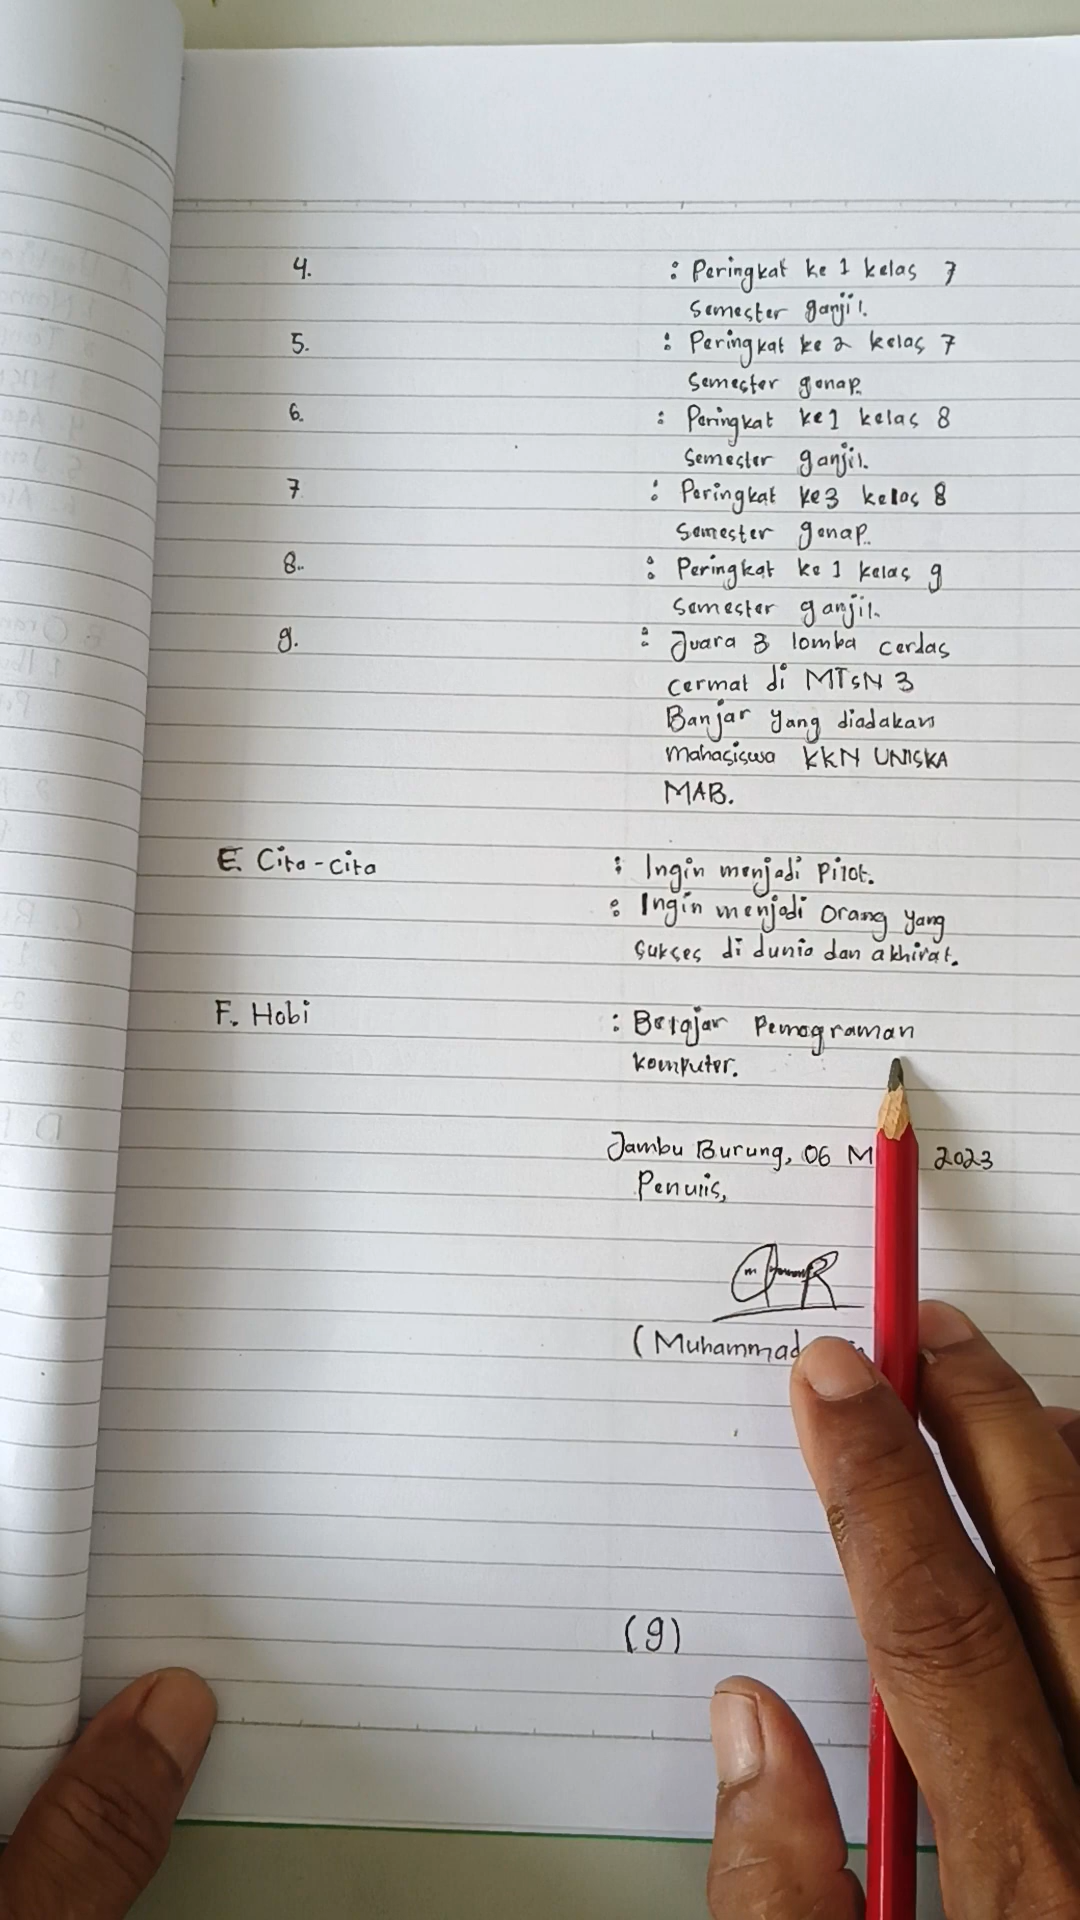 4. : Peringkat ke 1 kelas 7
Semester ganjil.
5. : Peringkat ke 2 kelas 7
Semester genap.
6. : Peringkat ke 1 kelas 8
Semester ganjil.
7 : Peringkat ke 3 kelas 8
Semester genap.
8. : Peringkat ke 1 kelas 9
Semester ganjil.
9. : Juara 3 lomba cerdas
cermat di MTsN 3
Banjar yang diadakan
mahasiswa KKN UNISKA
MAB.
E. Cita-cita : Ingin menjadi Pilot.
: Ingin menjadi orang yang
sukses di dunia dan akhirat.
F. Hobi : Belajar Pemograman
komputer.
Jambu Burung, 06 M 2023
Penulis,
(Muhammad
(9)